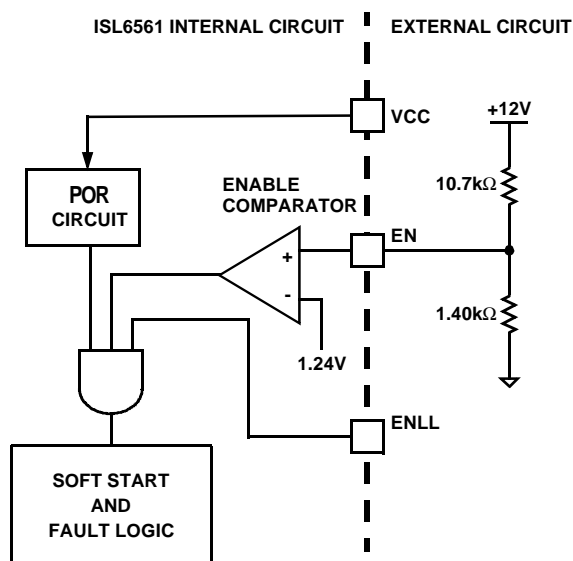 ISL6561 INTERNAL CIRCUIT
EXTERNAL CIRCUIT
+12V
VCC
10.7kΩ
POR
CIRCUIT
ENABLE
COMPARATOR
EN
+
-
1.24V
1.40kΩ
ENLL
SOFT START
AND
FAULT LOGIC